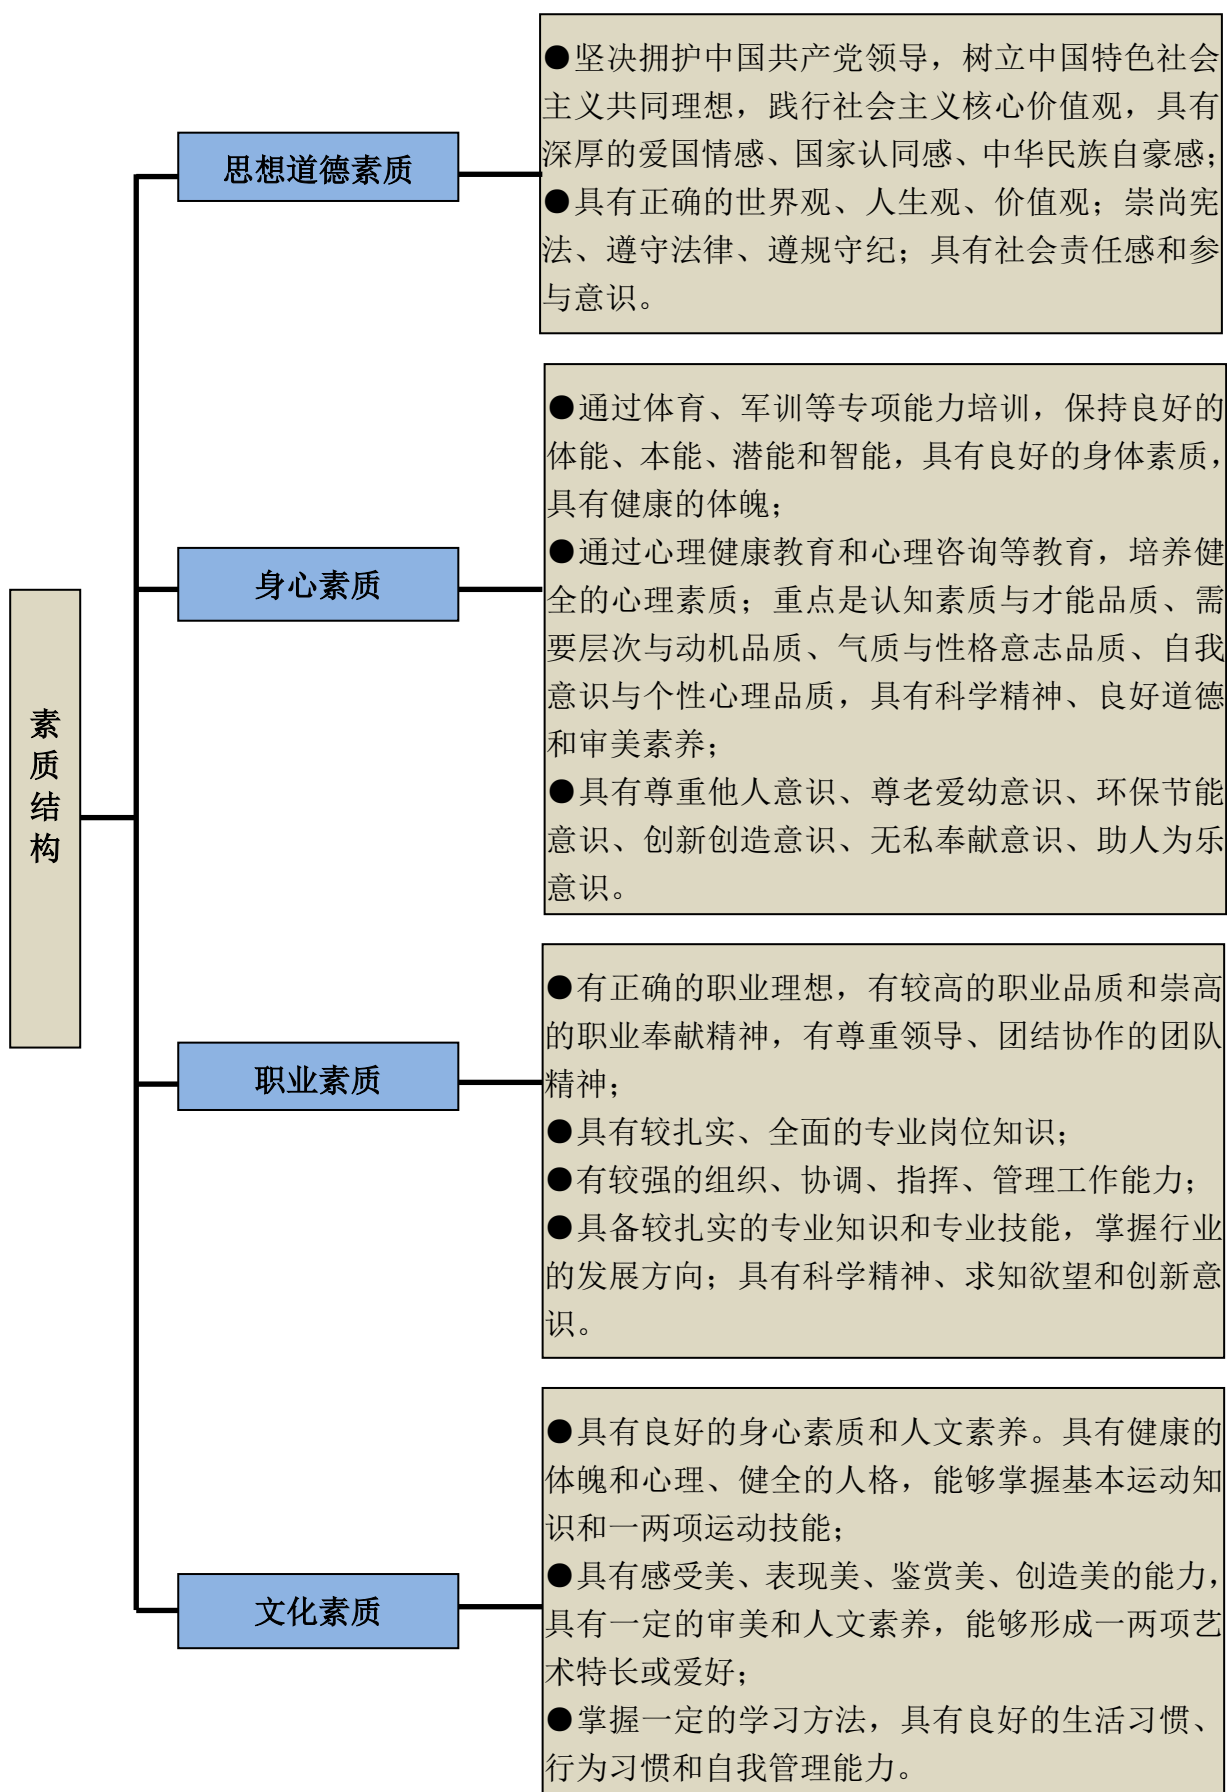 素
质
结
构
思想道德素质
●坚决拥护中国共产党领导，树立中国特色社会
主义共同理想，践行社会主义核心价值观，具有
深厚的爱国情感、国家认同感、中华民族自豪感；
●具有正确的世界观、人生观、价值观；崇尚宪
法、遵守法律、遵规守纪；具有社会责任感和参
与意识。
身心素质
●通过体育、军训等专项能力培训，保持良好的
体能、本能、潜能和智能，具有良好的身体素质，
具有健康的体魄；
●通过心理健康教育和心理咨询等教育，培养健
全的心理素质；重点是认知素质与才能品质、需
要层次与动机品质、气质与性格意志品质、自我
意识与个性心理品质，具有科学精神、良好道德
和审美素养；
●具有尊重他人意识、尊老爱幼意识、环保节能
意识、创新创造意识、无私奉献意识、助人为乐
意识。
职业素质
●有正确的职业理想，有较高的职业品质和崇高
的职业奉献精神，有尊重领导、团结协作的团队
精神；
●具有较扎实、全面的专业岗位知识；
●有较强的组织、协调、指挥、管理工作能力；
●具备较扎实的专业知识和专业技能，掌握行业
的发展方向；具有科学精神、求知欲望和创新意
识。
文化素质
●具有良好的身心素质和人文素养。具有健康的
体魄和心理、健全的人格，能够掌握基本运动知
识和一两项运动技能；
●具有感受美、表现美、鉴赏美、创造美的能力，
具有一定的审美和人文素养，能够形成一两项艺
术特长或爱好；
●掌握一定的学习方法，具有良好的生活习惯、
行为习惯和自我管理能力。